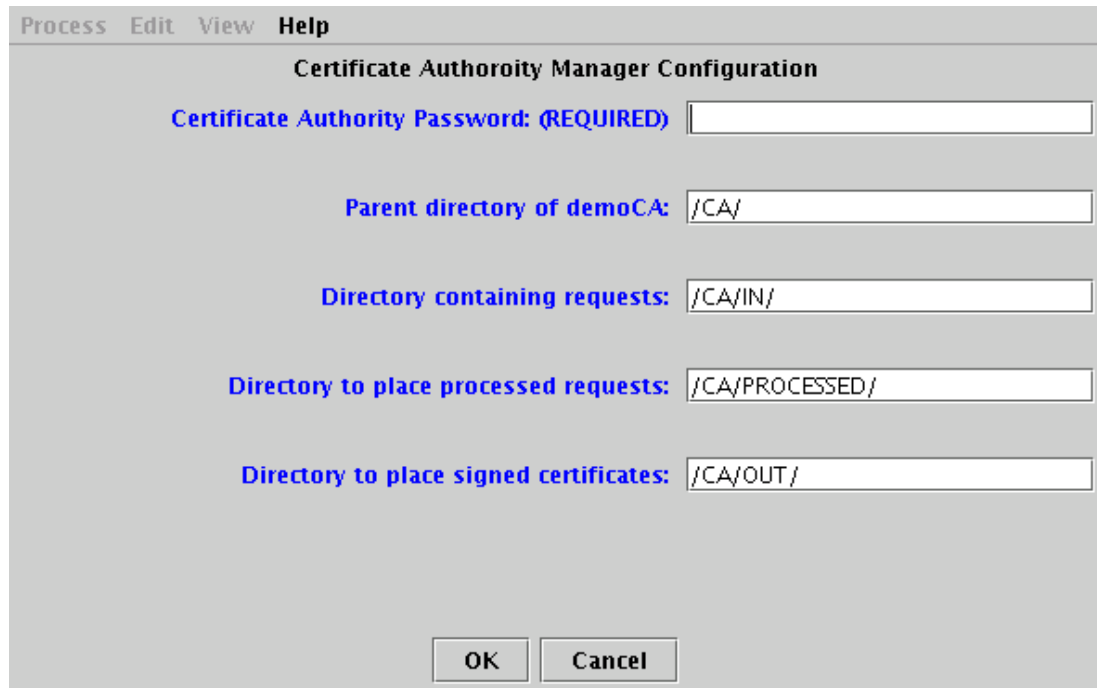 Process Edit View Help
Certificate Authoroity Manager Configuration
Certificate Authority Password: (REQUIRED)
Parent directory of demoCA: /CA/
Directory containing requests: /CA/IN/
Directory to place processed requests: /CA/PROCESSED/
Directory to place signed certificates: /CA/OUT/
OK Cancel